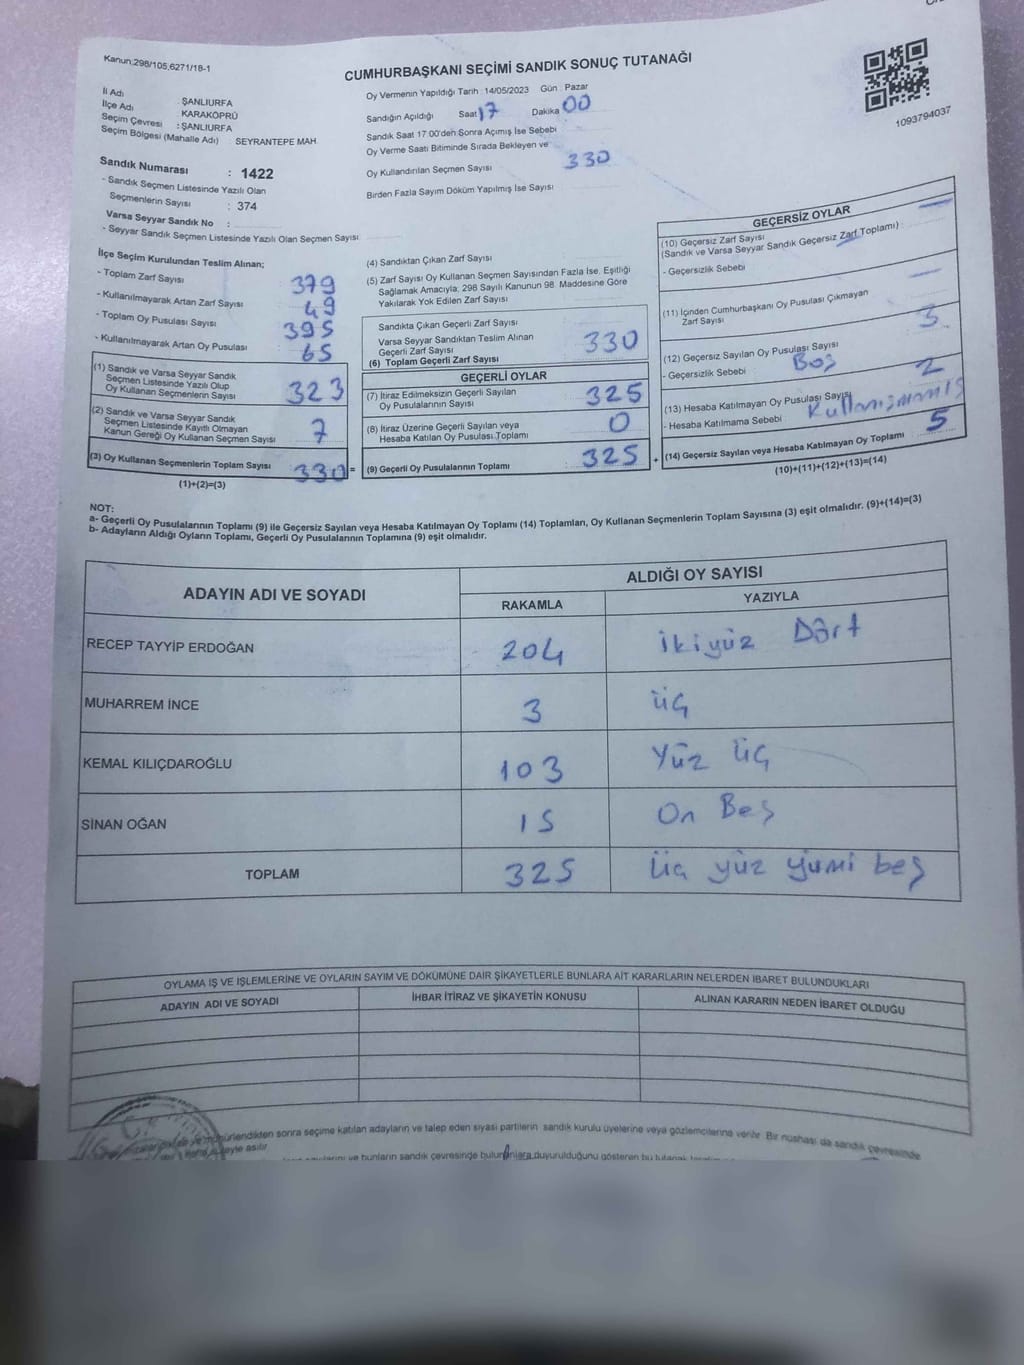 Kanun:298/105,6271/18-1
CUMHURBAŞKANI SEÇİMİ SANDIK SONUÇ TUTANAĞI
1093794037
İl Adı : ŞANLIURFA
İlçe Adı : KARAKÖPRÜ
Seçim Çevresi : ŞANLIURFA
Seçim Bölgesi (Mahalle Adı) SEYRANTEPE MAH.
Oy Vermenin Yapıldığı Tarih : 14/05/2023 Gün : Pazar
Sandığın Açıldığı Saat 17 Dakika 00
Sandık Saat 17:00'den Sonra Açımış İse Sebebi
Oy Verme Saati Bitiminde Sırada Bekleyen ve
Oy Kullandırılan Seçmen Sayısı 330
Birden Fazla Sayım Döküm Yapılmış İse Sayısı
Sandık Numarası : 1422
- Sandık Seçmen Listesinde Yazılı Olan
Seçmenlerin Sayısı : 374
Varsa Seyyar Sandık No :
- Seyyar Sandık Seçmen Listesinde Yazılı Olan Seçmen Sayısı
İlçe Seçim Kurulundan Teslim Alınan;
- Toplam Zarf Sayısı 379
- Kullanılmayarak Artan Zarf Sayısı 49
- Toplam Oy Pusulası Sayısı 395
- Kullanılmayarak Artan Oy Pusulası 65
(1) Sandık ve Varsa Seyyar Sandık
Seçmen Listesinde Yazılı Olup
Oy Kullanan Seçmenlerin Sayısı 323
(2) Sandık ve Varsa Seyyar Sandık
Seçmen Listesinde Kayıtlı Olmayan
Kanun Gereği Oy Kullanan Seçmen Sayısı 7
(3) Oy Kullanan Seçmenlerin Toplam Sayısı 330 =
(1)+(2)=(3)
(4) Sandıktan Çıkan Zarf Sayısı
(5) Zarf Sayısı Oy Kullanan Seçmen Sayısından Fazla İse, Eşitliği
Sağlamak Amacıyla; 298 Sayılı Kanunun 98. Maddesine Göre
Yakılarak Yok Edilen Zarf Sayısı
Sandıkta Çıkan Geçerli Zarf Sayısı
Varsa Seyyar Sandıktan Teslim Alınan
Geçerli Zarf Sayısı
(6) Toplam Geçerli Zarf Sayısı 330
GEÇERLİ OYLAR
(7) İtiraz Edilmeksizin Geçerli Sayılan
Oy Pusulalarının Sayısı 325
(8) İtiraz Üzerine Geçerli Sayılan veya
Hesaba Katılan Oy Pusulası Toplamı 0
(9) Geçerli Oy Pusulalarının Toplamı 325 +
GEÇERSİZ OYLAR
(10) Geçersiz Zarf Sayısı
(Sandık ve Varsa Seyyar Sandık Geçersiz Zarf Toplamı) :
- Geçersizlik Sebebi
(11) İçinden Cumhurbaşkanı Oy Pusulası Çıkmayan
Zarf Sayısı
(12) Geçersiz Sayılan Oy Pusulası Sayısı 3
- Geçersizlik Sebebi : Boş
(13) Hesaba Katılmayan Oy Pusulası Sayısı 2
- Hesaba Katılmama Sebebi Kullanılmamış
(14) Geçersiz Sayılan veya Hesaba Katılmayan Oy Toplamı 5
(10)+(11)+(12)+(13)=(14)
NOT:
a- Geçerli Oy Pusulalarının Toplamı (9) ile Geçersiz Sayılan veya Hesaba Katılmayan Oy Toplamı (14) Toplamları, Oy Kullanan Seçmenlerin Toplam Sayısına (3) eşit olmalıdır. (9)+(14)=(3)
b- Adayların Aldığı Oyların Toplamı, Geçerli Oy Pusulalarının Toplamına (9) eşit olmalıdır.
ADAYIN ADI VE SOYADI
ALDIĞI OY SAYISI
RAKAMLA YAZIYLA
RECEP TAYYİP ERDOĞAN 204 ikiyüz Dört
MUHARREM İNCE 3 üç
KEMAL KILIÇDAROĞLU 103 Yüz üç
SİNAN OĞAN 15 On Beş
TOPLAM 325 üç yüz yirmi beş
OYLAMA İŞ VE İŞLEMLERİNE VE OYLARIN SAYIM VE DÖKÜMÜNE DAİR ŞİKAYETLERLE BUNLARA AİT KARARLARIN NELERDEN İBARET BULUNDUKLARI
ADAYIN ADI VE SOYADI İHBAR İTİRAZ VE ŞİKAYETİN KONUSU ALINAN KARARIN NEDEN İBARET OLDUĞU
mühürlendikten sonra seçime katılan adayların ve talep eden siyasi partilerin sandık kurulu üyelerine veya gözlemcilerine verilir. Bir nüshası da sandık çevresinde
asılır
ve bunların sandık çevresinde bulunanlara duyurulduğunu gösteren bu tutanak